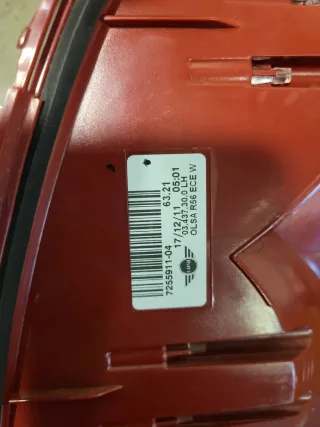 7255911-04 63.21
17/12/11 05:01
03.437.30.0 LH
OLSA R56 ECE W